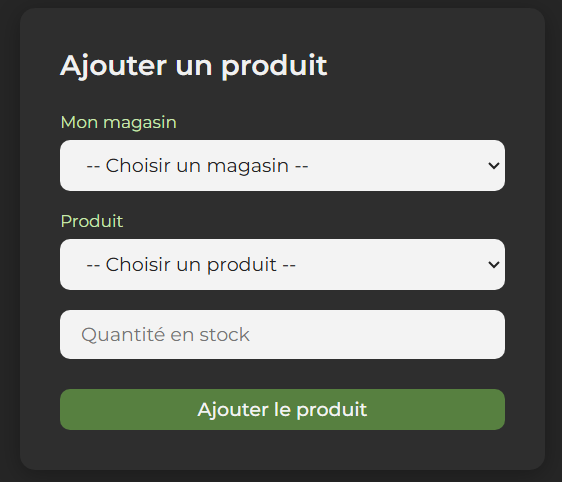 Ajouter un produit
Mon magasin
-- Choisir un magasin --
Produit
-- Choisir un produit --
Quantité en stock
Ajouter le produit